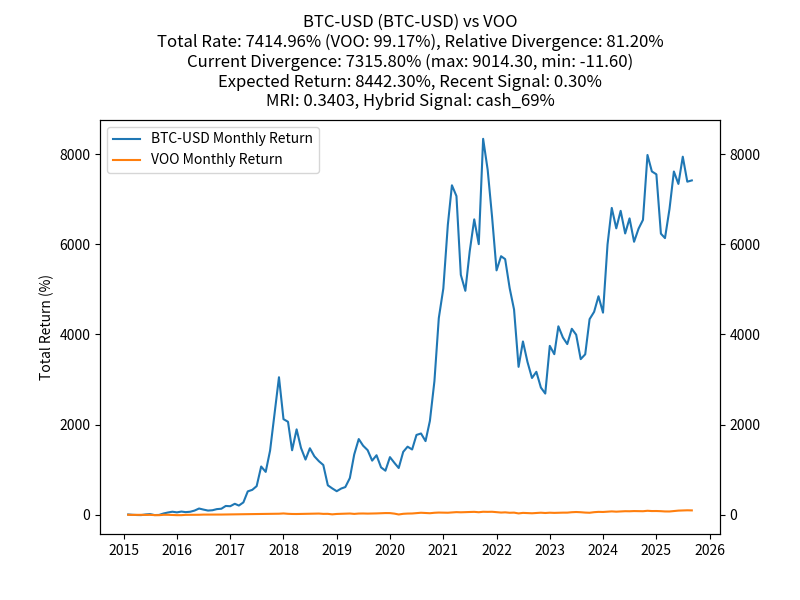 BTC-USD (BTC-USD) vs VOO
Total Rate: 7414.96% (VOO: 99.17%), Relative Divergence: 81.20%
Current Divergence: 7315.80% (max: 9014.30, min: -11.60)
Expected Return: 8442.30%, Recent Signal: 0.30%
MRI: 0.3403, Hybrid Signal: cash_69%
BTC-USD Monthly Return
VOO Monthly Return
Total Return (%)
8000
6000
4000
2000
0
8000
6000
4000
2000
0
2015 2016 2017 2018 2019 2020 2021 2022 2023 2024 2025 2026